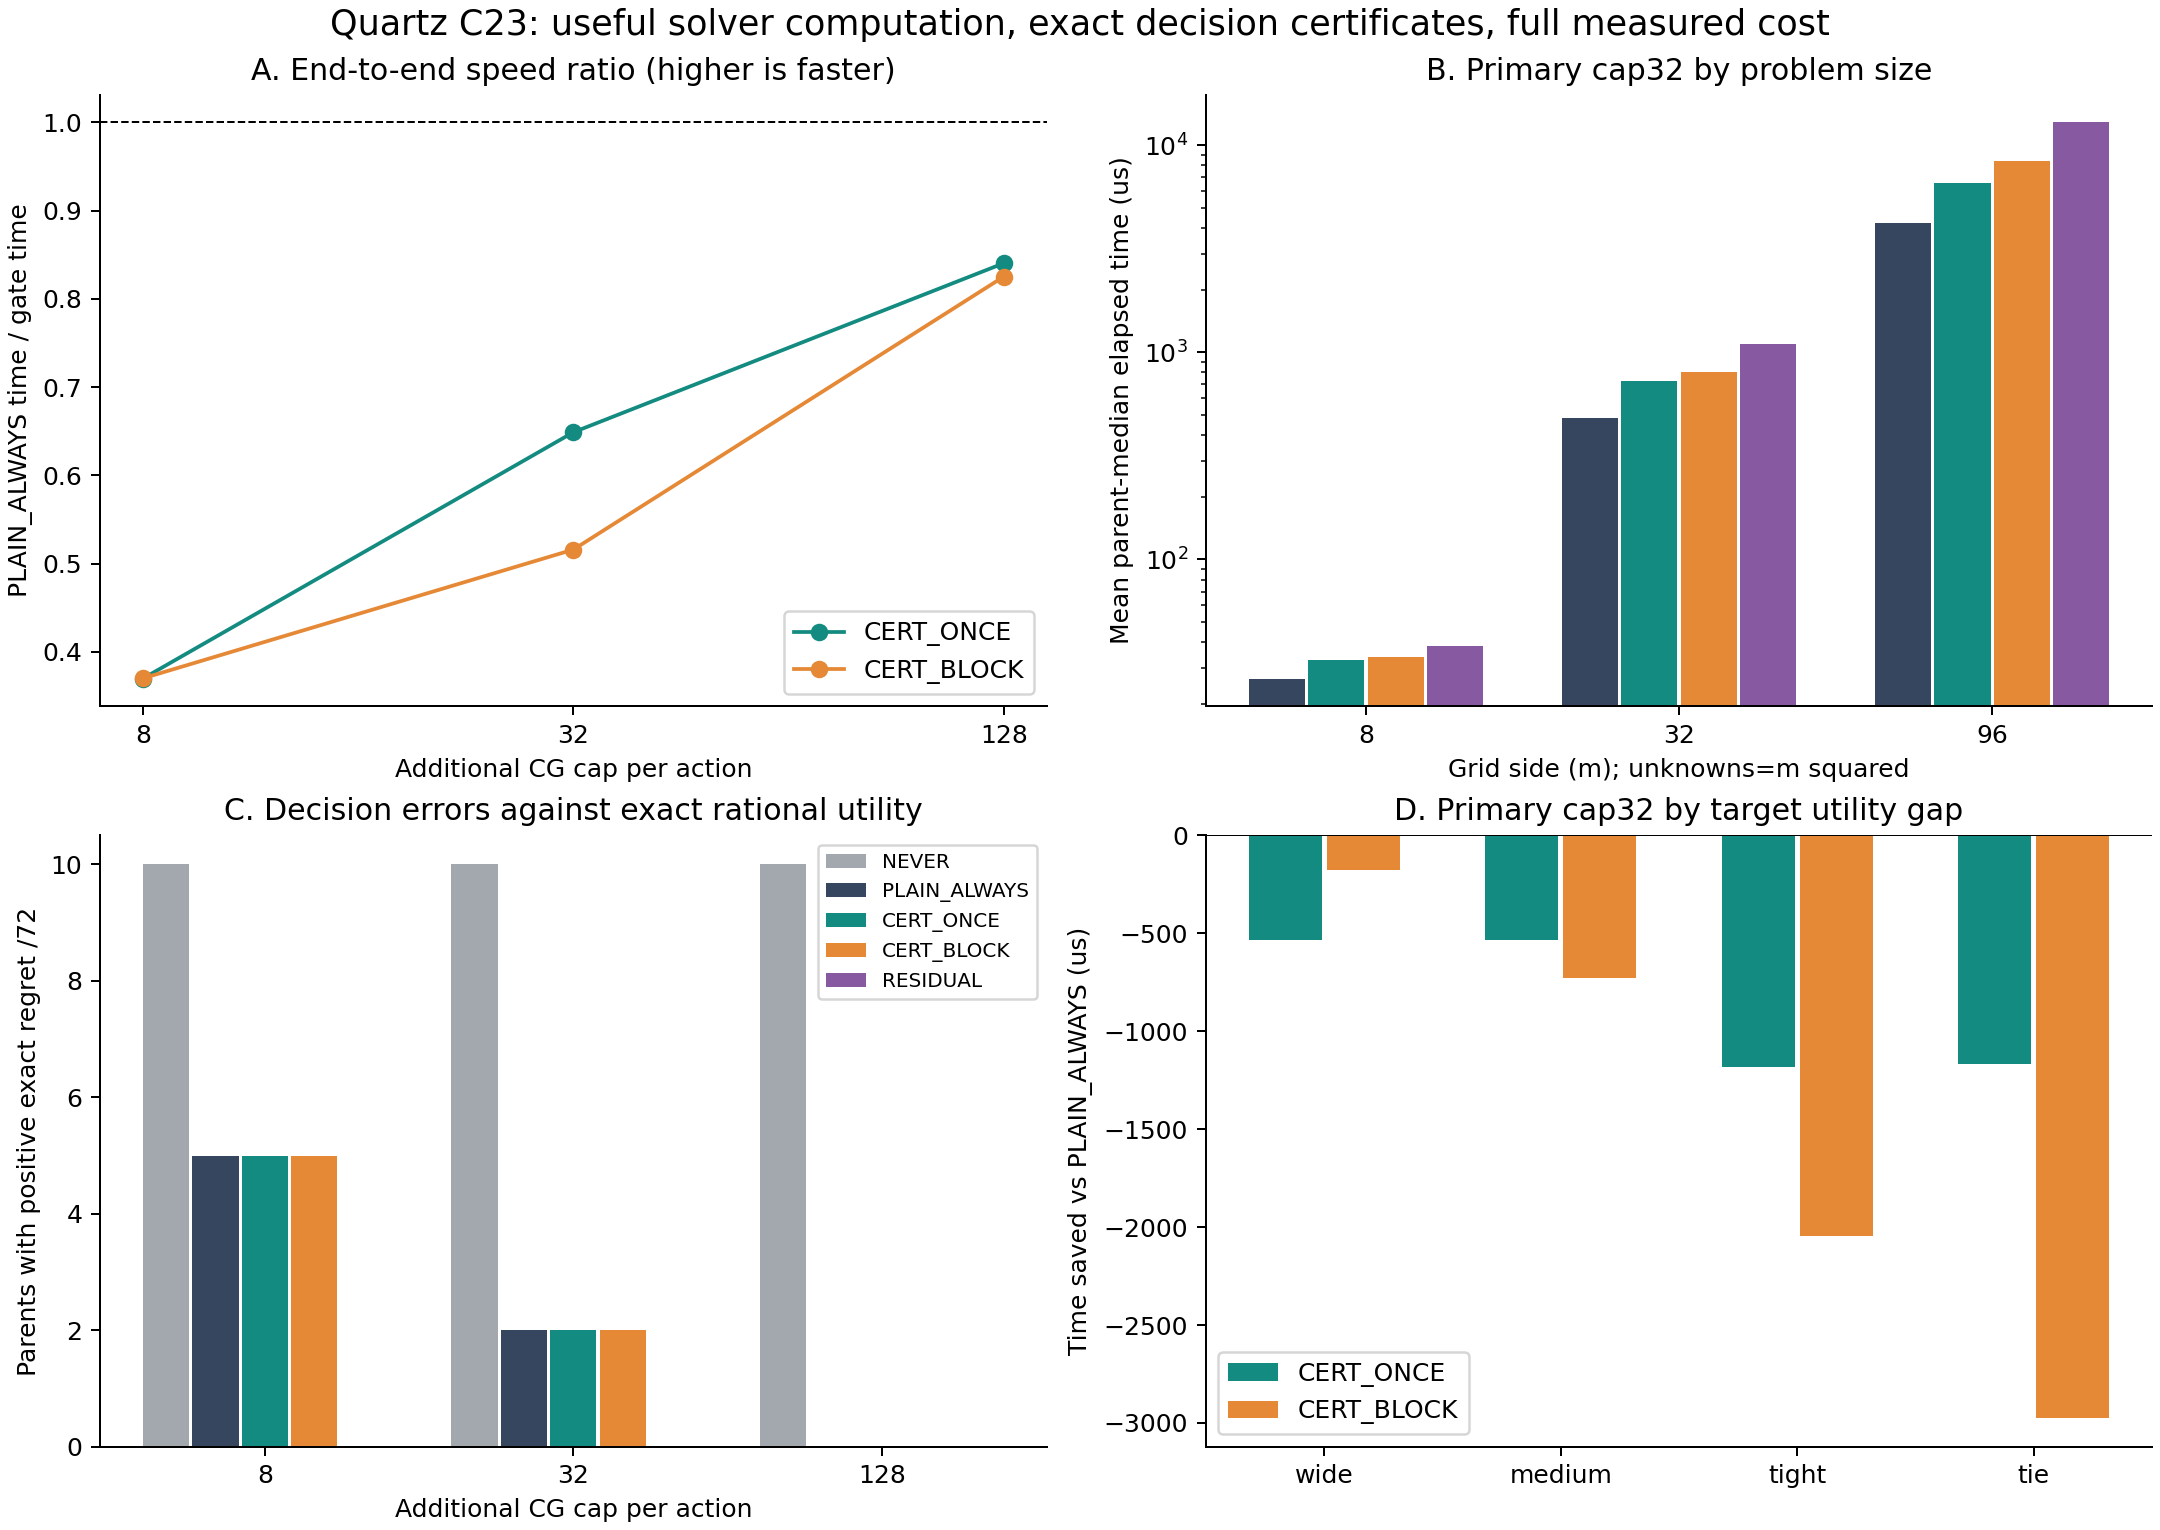 Quartz C23: useful solver computation, exact decision certificates, full measured cost
A. End-to-end speed ratio (higher is faster)
PLAIN_ALWAYS time / gate time
1.0
0.9
0.8
0.7
0.6
0.5
0.4
CERT_ONCE
CERT_BLOCK
8
32
128
Additional CG cap per action
B. Primary cap32 by problem size
Mean parent-median elapsed time (us)
10⁴
10³
10²
8
32
96
Grid side (m); unknowns=m squared
C. Decision errors against exact rational utility
Parents with positive exact regret /72
10
8
6
4
2
0
NEVER
PLAIN_ALWAYS
CERT_ONCE
CERT_BLOCK
RESIDUAL
8
32
128
Additional CG cap per action
D. Primary cap32 by target utility gap
Time saved vs PLAIN_ALWAYS (us)
0
−500
−1000
−1500
−2000
−2500
−3000
CERT_ONCE
CERT_BLOCK
wide
medium
tight
tie